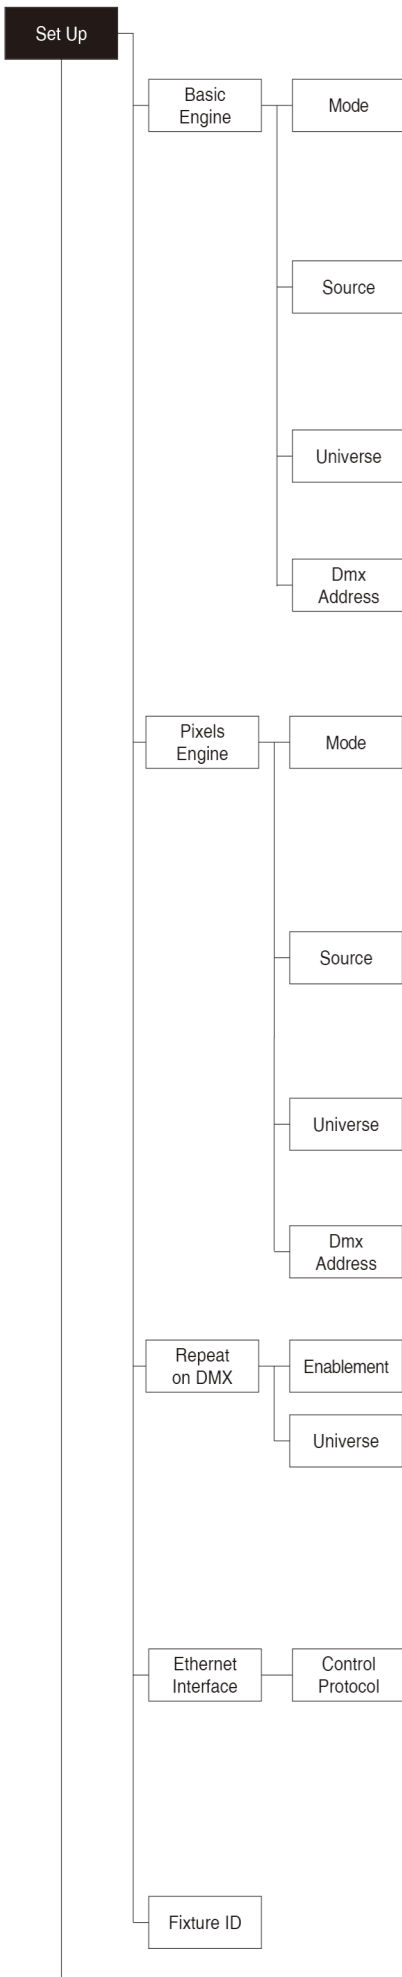 Set Up
Basic
Engine
Mode
Source
Universe
Dmx
Address
Pixels
Engine
Mode
Source
Universe
Dmx
Address
Repeat
on DMX
Enablement
Universe
Ethernet
Interface
Control
Protocol
Fixture ID